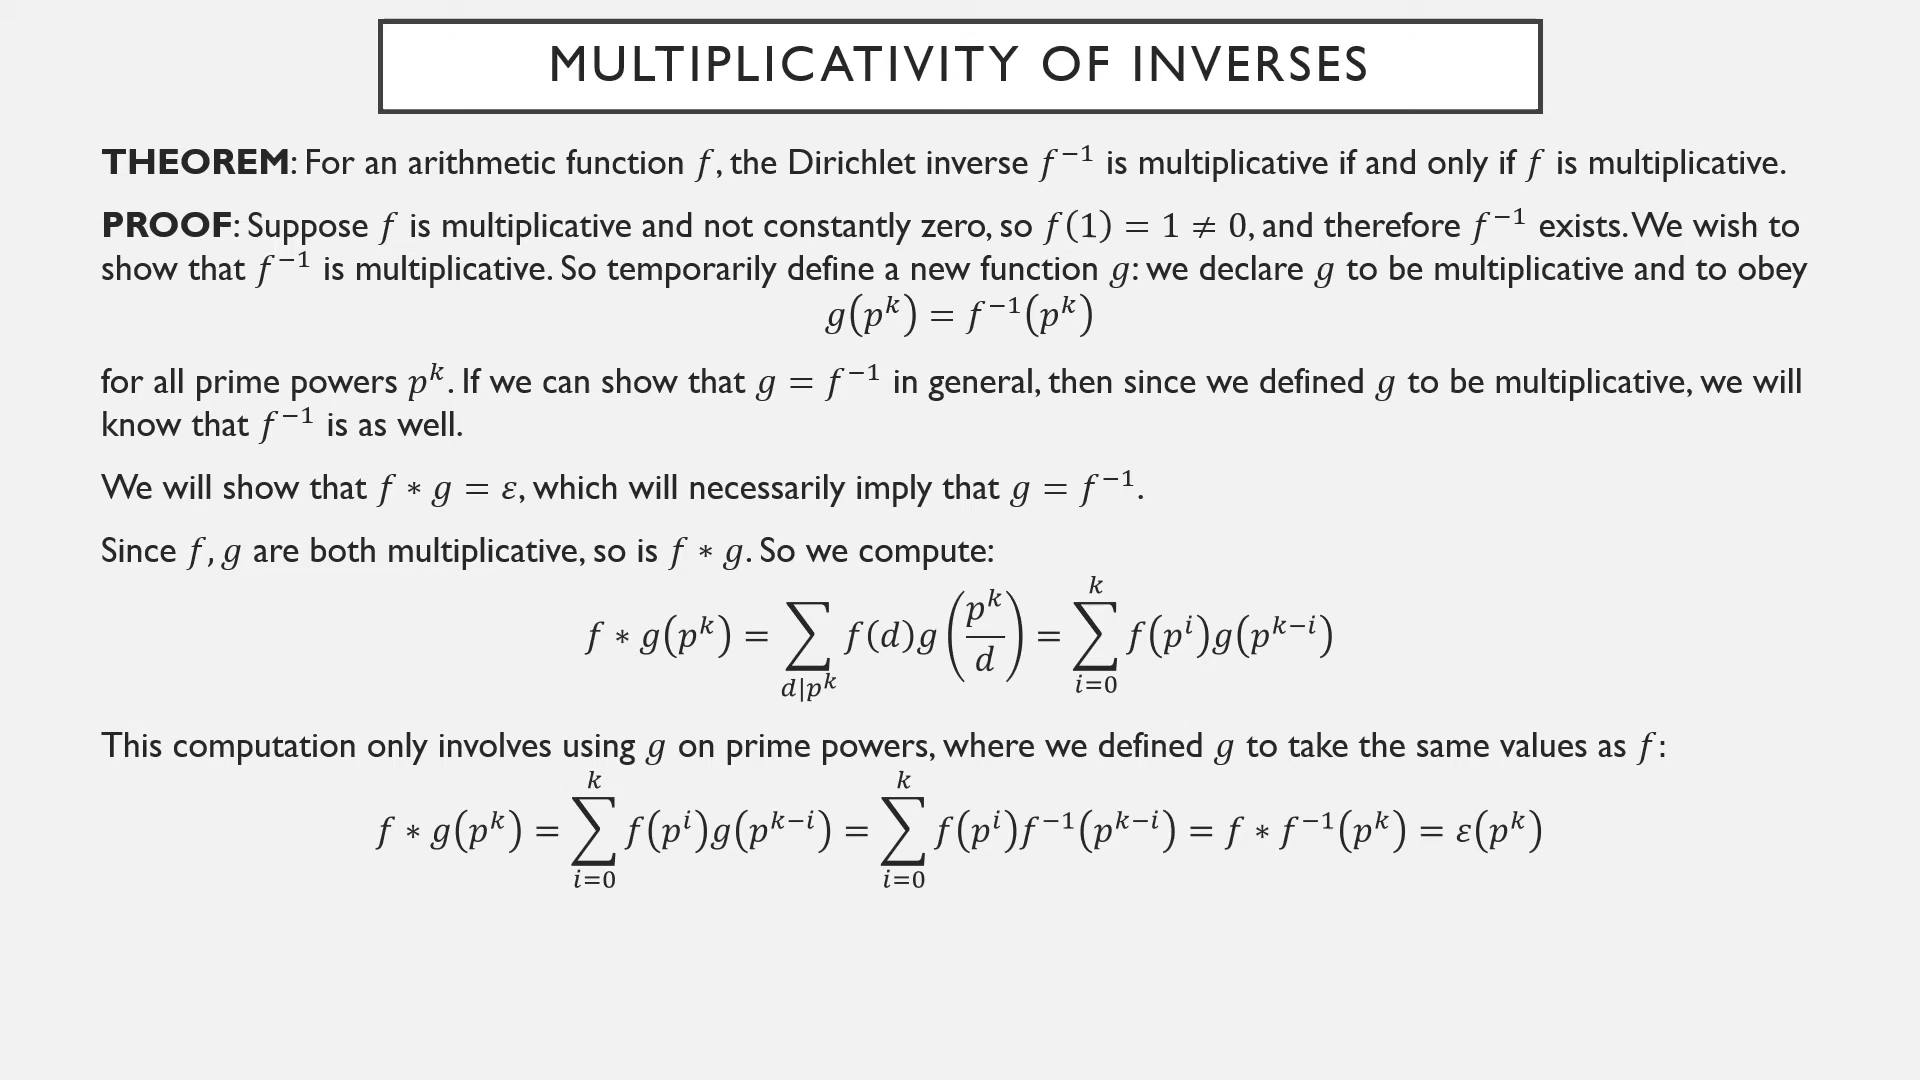 MULTIPLICATIVITY OF INVERSES
THEOREM: For an arithmetic function f, the Dirichlet inverse f⁻¹ is multiplicative if and only if f is multiplicative.
PROOF: Suppose f is multiplicative and not constantly zero, so f(1) = 1 ≠ 0, and therefore f⁻¹ exists. We wish to
show that f⁻¹ is multiplicative. So temporarily define a new function g: we declare g to be multiplicative and to obey
g(p^k) = f⁻¹(p^k)
for all prime powers p^k. If we can show that g = f⁻¹ in general, then since we defined g to be multiplicative, we will
know that f⁻¹ is as well.
We will show that f ∗ g = ε, which will necessarily imply that g = f⁻¹.
Since f, g are both multiplicative, so is f ∗ g. So we compute:
f ∗ g(p^k) = ∑_{d|p^k} f(d)g(p^k/d) = ∑_{i=0}^{k} f(p^i)g(p^{k−i})
This computation only involves using g on prime powers, where we defined g to take the same values as f:
f ∗ g(p^k) = ∑_{i=0}^{k} f(p^i)g(p^{k−i}) = ∑_{i=0}^{k} f(p^i)f⁻¹(p^{k−i}) = f ∗ f⁻¹(p^k) = ε(p^k)